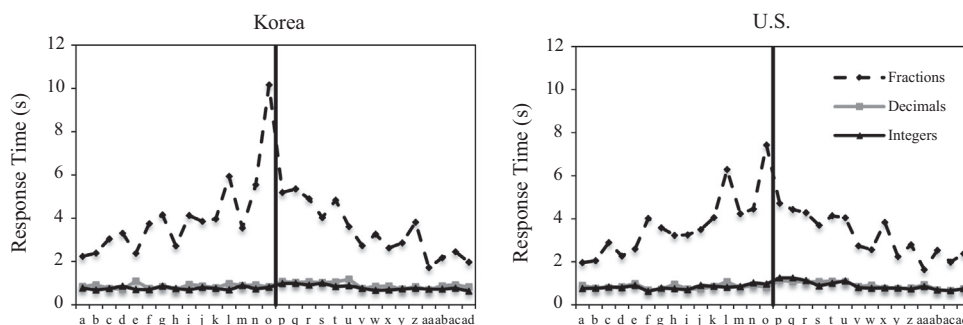 Korea
U.S.
Response Time (s)
12
10
8
6
4
2
0
a b c d e f g h i j k l m n o p q r s t u v w x y z aa ab ac ad
Response Time (s)
12
10
8
6
4
2
0
a b c d e f g h i j k l m n o p q r s t u v w x y z aa ab ac ad
Fractions
Decimals
Integers